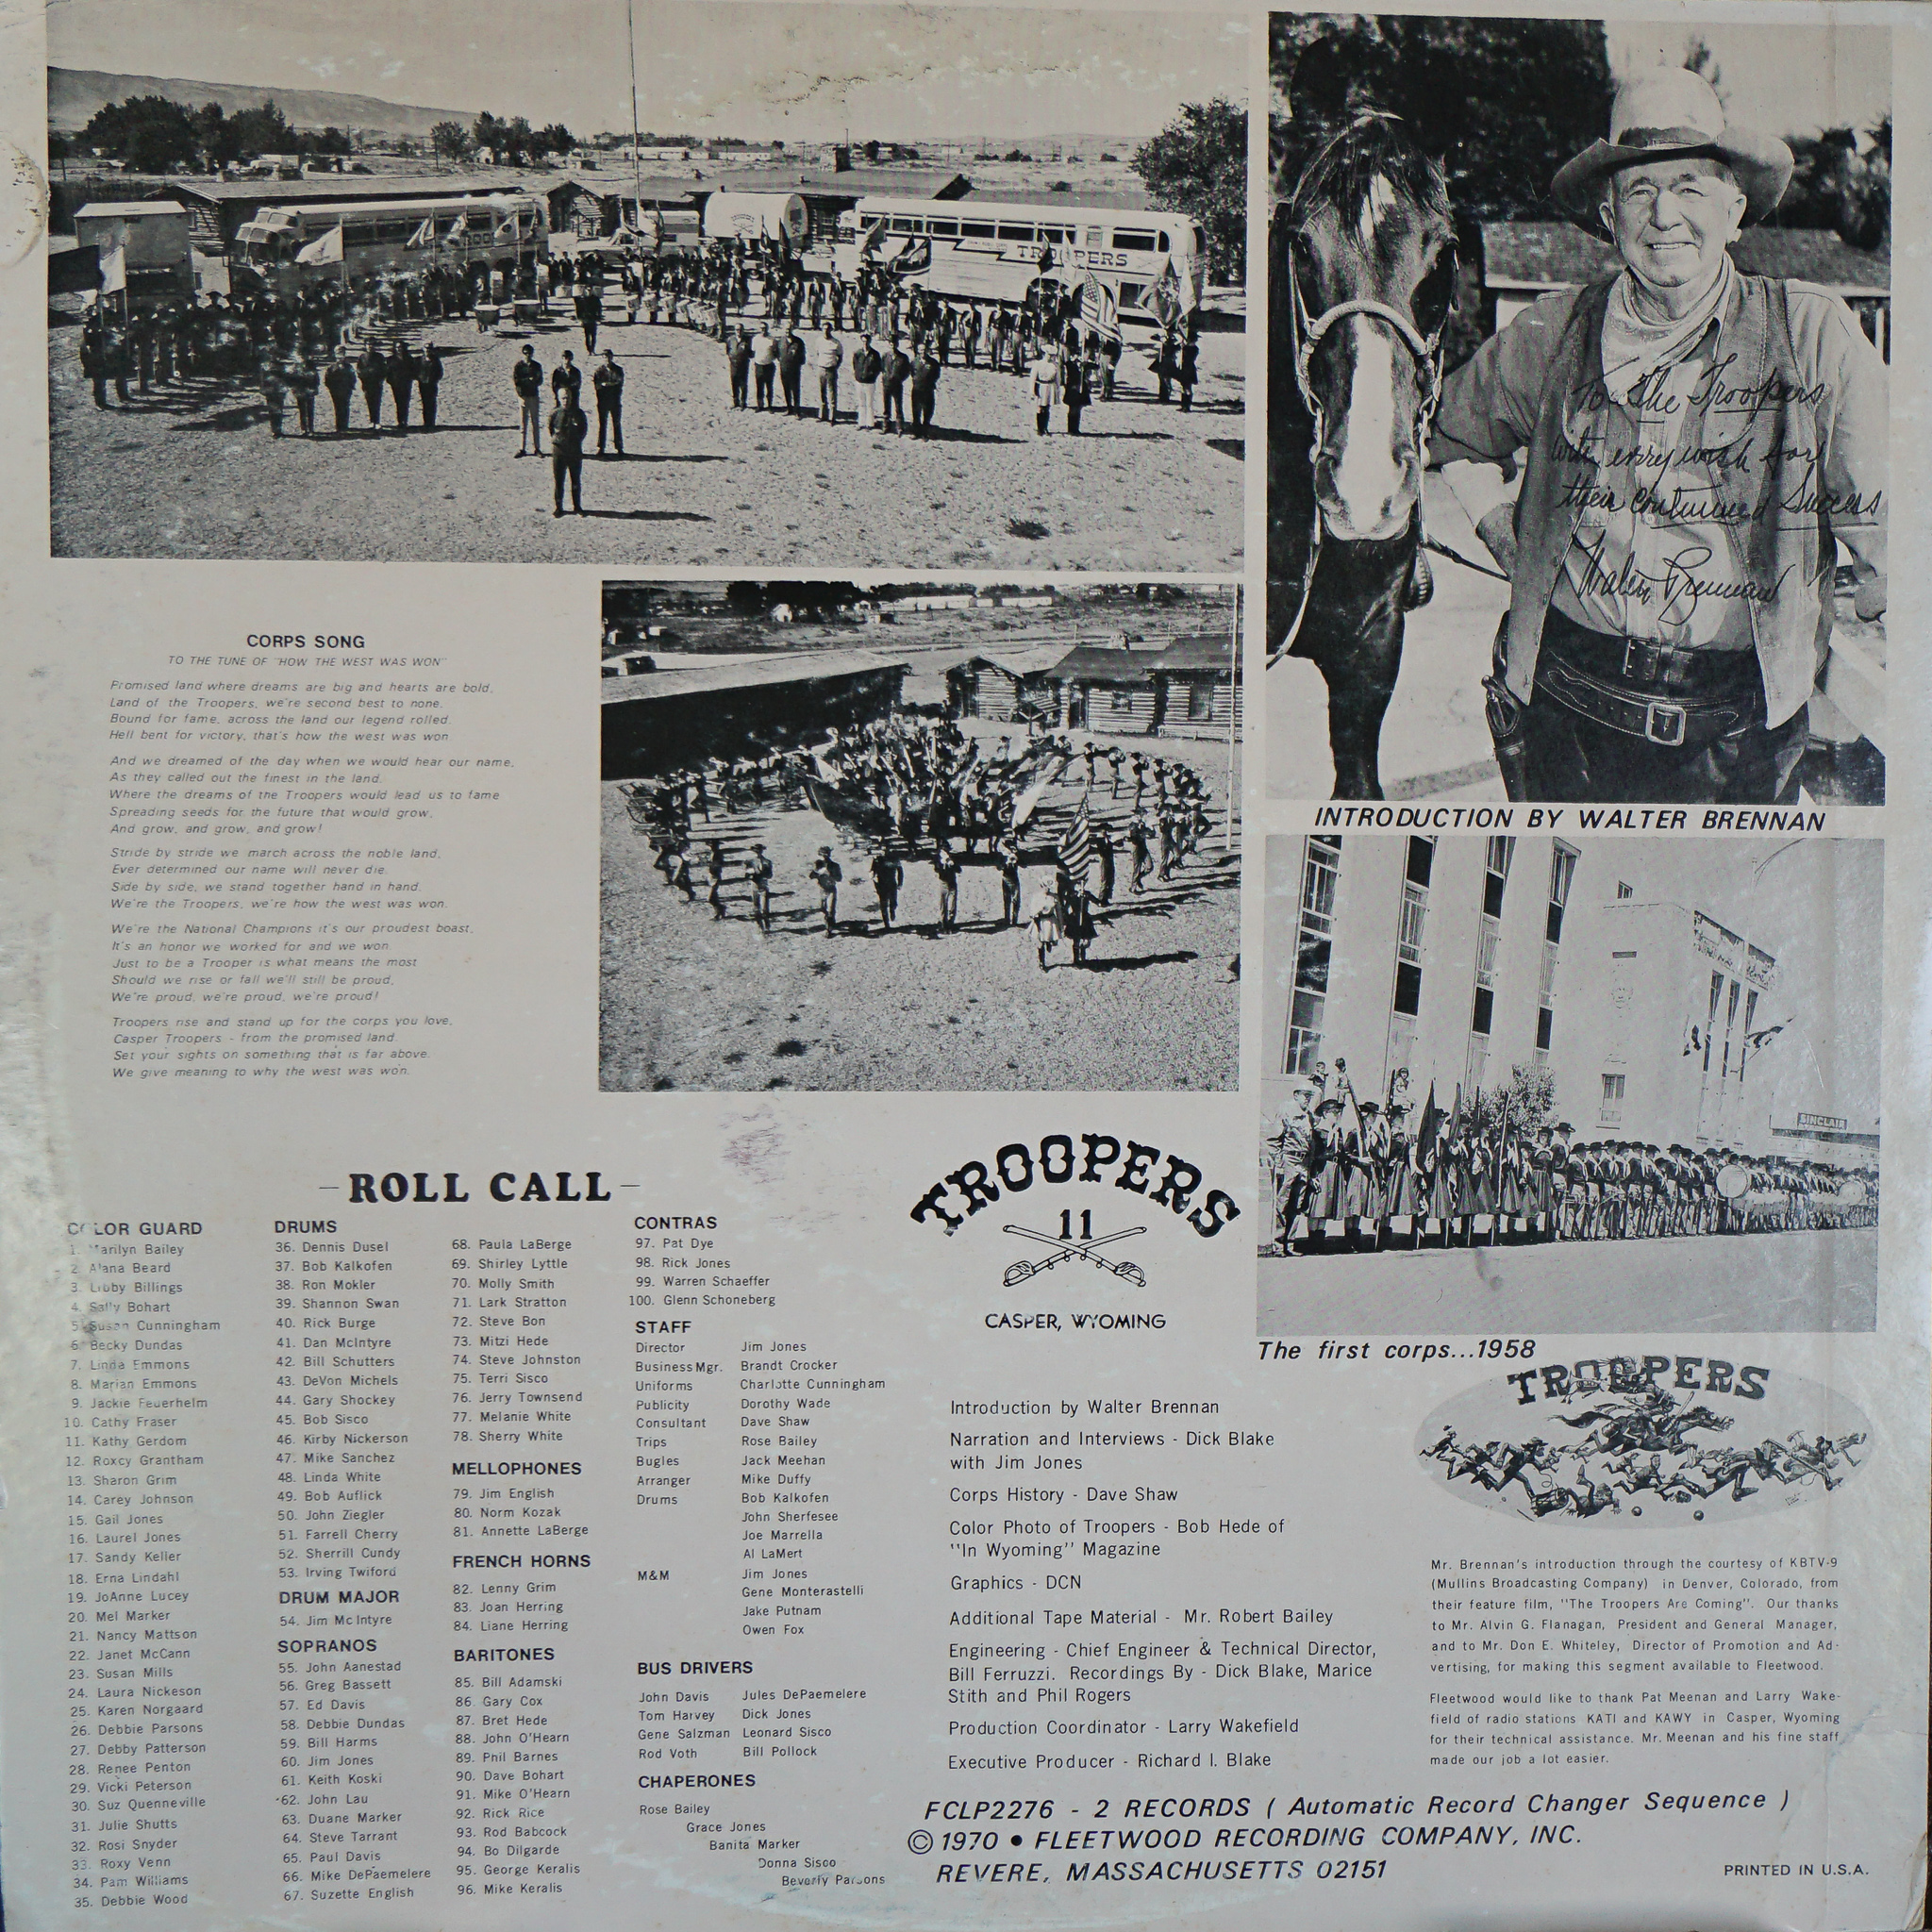 TROOPERS
To The Troopers
with every wish for
their continued Success
Walter Brennan
INTRODUCTION BY WALTER BRENNAN
CORPS SONG
TO THE TUNE OF "HOW THE WEST WAS WON"
Promised land where dreams are big and hearts are bold,
Land of the Troopers, we're second best to none.
Bound for fame, across the land our legend rolled.
Hell bent for victory, that's how the west was won.
And we dreamed of the day when we would hear our name,
As they called out the finest in the land.
Where the dreams of the Troopers would lead us to fame
Spreading seeds for the future that would grow,
And grow, and grow, and grow!
Stride by stride we march across the noble land,
Ever determined our name will never die.
Side by side, we stand together hand in hand.
We're the Troopers, we're how the west was won.
We're the National Champions it's our proudest boast,
It's an honor we worked for and we won.
Just to be a Trooper is what means the most
Should we rise or fall we'll still be proud,
We're proud, we're proud, we're proud!
Troopers rise and stand up for the corps you love,
Casper Troopers - from the promised land.
Set your sights on something that is far above.
We give meaning to why the west was won.
SINCLAIR
The first corps...1958
- ROLL CALL -
COLOR GUARD
1. Marilyn Bailey
2. Alana Beard
3. Libby Billings
4. Sally Bohart
5. Susan Cunningham
6. Becky Dundas
7. Linda Emmons
8. Marian Emmons
9. Jackie Feuerhelm
10. Cathy Fraser
11. Kathy Gerdom
12. Roxcy Grantham
13. Sharon Grim
14. Carey Johnson
15. Gail Jones
16. Laurel Jones
17. Sandy Keller
18. Erna Lindahl
19. JoAnne Lucey
20. Mel Marker
21. Nancy Mattson
22. Janet McCann
23. Susan Mills
24. Laura Nickeson
25. Karen Norgaard
26. Debbie Parsons
27. Debby Patterson
28. Renee Penton
29. Vicki Peterson
30. Suz Quenneville
31. Julie Shutts
32. Rosi Snyder
33. Roxy Venn
34. Pam Williams
35. Debbie Wood
DRUMS
36. Dennis Dusel
37. Bob Kalkofen
38. Ron Mokler
39. Shannon Swan
40. Rick Burge
41. Dan McIntyre
42. Bill Schutters
43. DeVon Michels
44. Gary Shockey
45. Bob Sisco
46. Kirby Nickerson
47. Mike Sanchez
48. Linda White
49. Bob Auflick
50. John Ziegler
51. Farrell Cherry
52. Sherrill Cundy
53. Irving Twiford
DRUM MAJOR
54. Jim McIntyre
SOPRANOS
55. John Aanestad
56. Greg Bassett
57. Ed Davis
58. Debbie Dundas
59. Bill Harms
60. Jim Jones
61. Keith Koski
62. John Lau
63. Duane Marker
64. Steve Tarrant
65. Paul Davis
66. Mike DePaemelere
67. Suzette English
68. Paula LaBerge
69. Shirley Lyttle
70. Molly Smith
71. Lark Stratton
72. Steve Bon
73. Mitzi Hede
74. Steve Johnston
75. Terri Sisco
76. Jerry Townsend
77. Melanie White
78. Sherry White
MELLOPHONES
79. Jim English
80. Norm Kozak
81. Annette LaBerge
FRENCH HORNS
82. Lenny Grim
83. Joan Herring
84. Liane Herring
BARITONES
85. Bill Adamski
86. Gary Cox
87. Bret Hede
88. John O'Hearn
89. Phil Barnes
90. Dave Bohart
91. Mike O'Hearn
92. Rick Rice
93. Rod Babcock
94. Bo Dilgarde
95. George Keralis
96. Mike Keralis
CONTRAS
97. Pat Dye
98. Rick Jones
99. Warren Schaeffer
100. Glenn Schoneberg
STAFF
Director Jim Jones
Business Mgr. Brandt Crocker
Uniforms Charlotte Cunningham
Publicity Dorothy Wade
Consultant Dave Shaw
Trips Rose Bailey
Bugles Jack Meehan
Arranger Mike Duffy
Drums Bob Kalkofen
John Sherfesee
Joe Marrella
Al LaMert
M&M Jim Jones
Gene Monterastelli
Jake Putnam
Owen Fox
BUS DRIVERS
John Davis Jules DePaemelere
Tom Harvey Dick Jones
Gene Salzman Leonard Sisco
Rod Voth Bill Pollock
CHAPERONES
Rose Bailey
Grace Jones
Banita Marker
Donna Sisco
Beverly Parsons
TROOPERS
11
CASPER, WYOMING
Introduction by Walter Brennan
Narration and Interviews - Dick Blake
with Jim Jones
Corps History - Dave Shaw
Color Photo of Troopers - Bob Hede of
"In Wyoming" Magazine
Graphics - DCN
Additional Tape Material - Mr. Robert Bailey
Engineering - Chief Engineer & Technical Director,
Bill Ferruzzi. Recordings By - Dick Blake, Marice
Stith and Phil Rogers
Production Coordinator - Larry Wakefield
Executive Producer - Richard I. Blake
TROOPERS
Mr. Brennan's introduction through the courtesy of KBTV-9
(Mullins Broadcasting Company) in Denver, Colorado, from
their feature film, "The Troopers Are Coming". Our thanks
to Mr. Alvin G. Flanagan, President and General Manager,
and to Mr. Don E. Whiteley, Director of Promotion and Ad-
vertising, for making this segment available to Fleetwood.
Fleetwood would like to thank Pat Meenan and Larry Wake-
field of radio stations KATI and KAWY in Casper, Wyoming
for their technical assistance. Mr. Meenan and his fine staff
made our job a lot easier.
FCLP2276 - 2 RECORDS ( Automatic Record Changer Sequence )
© 1970 • FLEETWOOD RECORDING COMPANY, INC.
REVERE, MASSACHUSETTS 02151
PRINTED IN U.S.A.